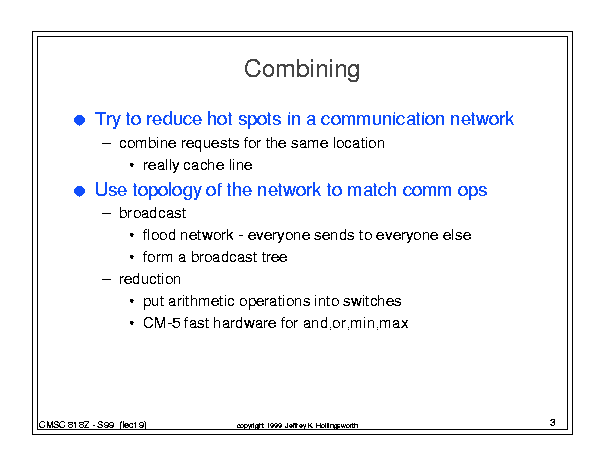 Combining
● Try to reduce hot spots in a communication network
– combine requests for the same location
• really cache line
● Use topology of the network to match comm ops
– broadcast
• flood network - everyone sends to everyone else
• form a broadcast tree
– reduction
• put arithmetic operations into switches
• CM-5 fast hardware for and,or,min,max
CMSC 818Z - S99 (lect 9)
copyright 1999 Jeffrey K. Hollingsworth
3